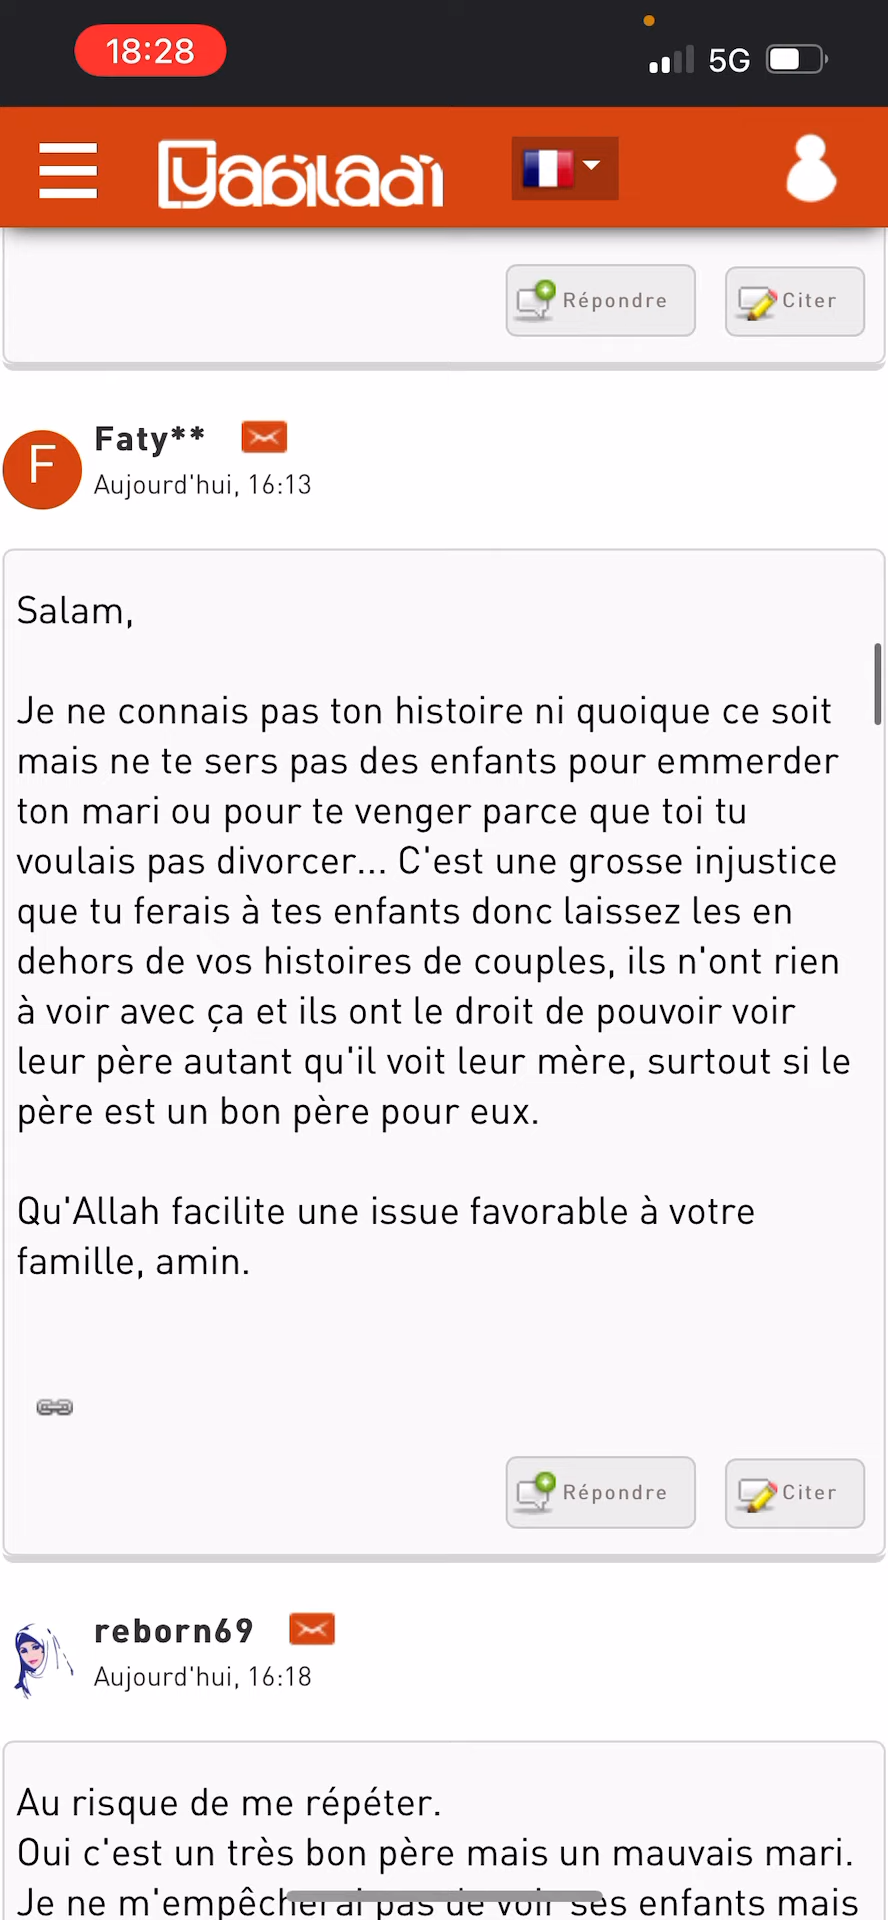 18:28
5G
Yabiladi
Répondre
Citer
F
Faty**
Aujourd'hui, 16:13
Salam,
Je ne connais pas ton histoire ni quoique ce soit
mais ne te sers pas des enfants pour emmerder
ton mari ou pour te venger parce que toi tu
voulais pas divorcer... C'est une grosse injustice
que tu ferais à tes enfants donc laissez les en
dehors de vos histoires de couples, ils n'ont rien
à voir avec ça et ils ont le droit de pouvoir voir
leur père autant qu'il voit leur mère, surtout si le
père est un bon père pour eux.
Qu'Allah facilite une issue favorable à votre
famille, amin.
Répondre
Citer
reborn69
Aujourd'hui, 16:18
Au risque de me répéter.
Oui c'est un très bon père mais un mauvais mari.
Je ne m'empêcherai pas de voir ses enfants mais